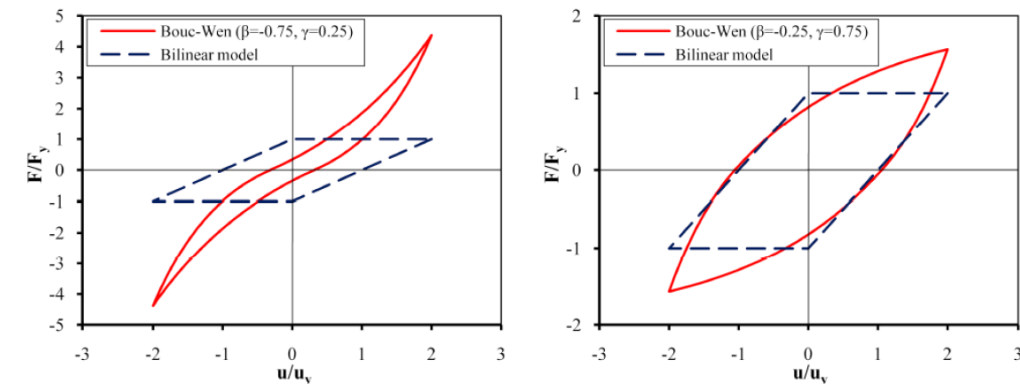 5
4
3
2
1
0
-1
-2
-3
-4
-5
F/Fy
Bouc-Wen (β=-0.75, γ=0.25)
Bilinear model
-3 -2 -1 0 1 2 3
u/uy
2
1
0
-1
-2
F/Fy
Bouc-Wen (β=-0.25, γ=0.75)
Bilinear model
-3 -2 -1 0 1 2 3
u/uy